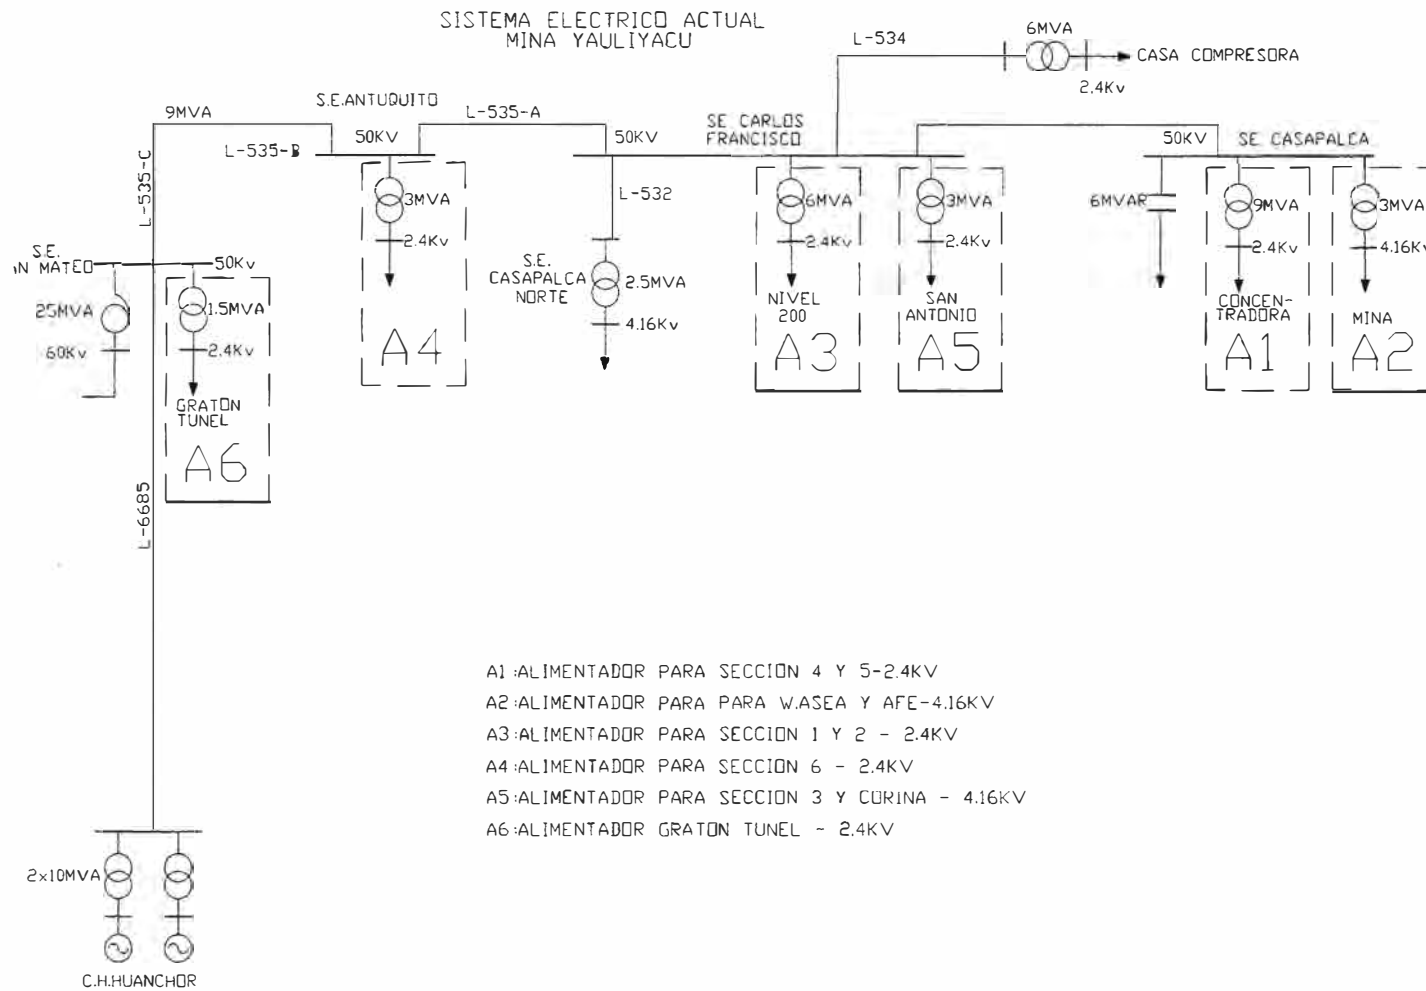 SISTEMA ELECTRICO ACTUAL
MINA YAULIYACU
L-534
6MVA
CASA COMPRESORA
2.4Kv
9MVA
S.E.ANTUQUITO
L-535-A
50KV
L-535-B
L-535-C
50KV
SE CARLOS
FRANCISCO
50KV
SE CASAPALCA
3MVA
2.4Kv
A4
L-532
S.E.
CASAPALCA
NORTE
2.5MVA
4.16Kv
6MVA
2.4Kv
NIVEL
200
A3
3MVA
2.4Kv
SAN
ANTONIO
A5
6MVAR
9MVA
2.4Kv
CONCEN-
TRADORA
A1
3MVA
4.16Kv
MINA
A2
S.E.
N MATEO
50Kv
25MVA
60Kv
1.5MVA
2.4Kv
GRATON
TUNEL
A6
L-6685
A1:ALIMENTADOR PARA SECCION 4 Y 5-2.4KV
A2:ALIMENTADOR PARA PARA W.ASEA Y AFE-4.16KV
A3:ALIMENTADOR PARA SECCION 1 Y 2 - 2.4KV
A4:ALIMENTADOR PARA SECCION 6 - 2.4KV
A5:ALIMENTADOR PARA SECCION 3 Y CORINA - 4.16KV
A6:ALIMENTADOR GRATON TUNEL - 2.4KV
2x10MVA
C.H.HUANCHOR